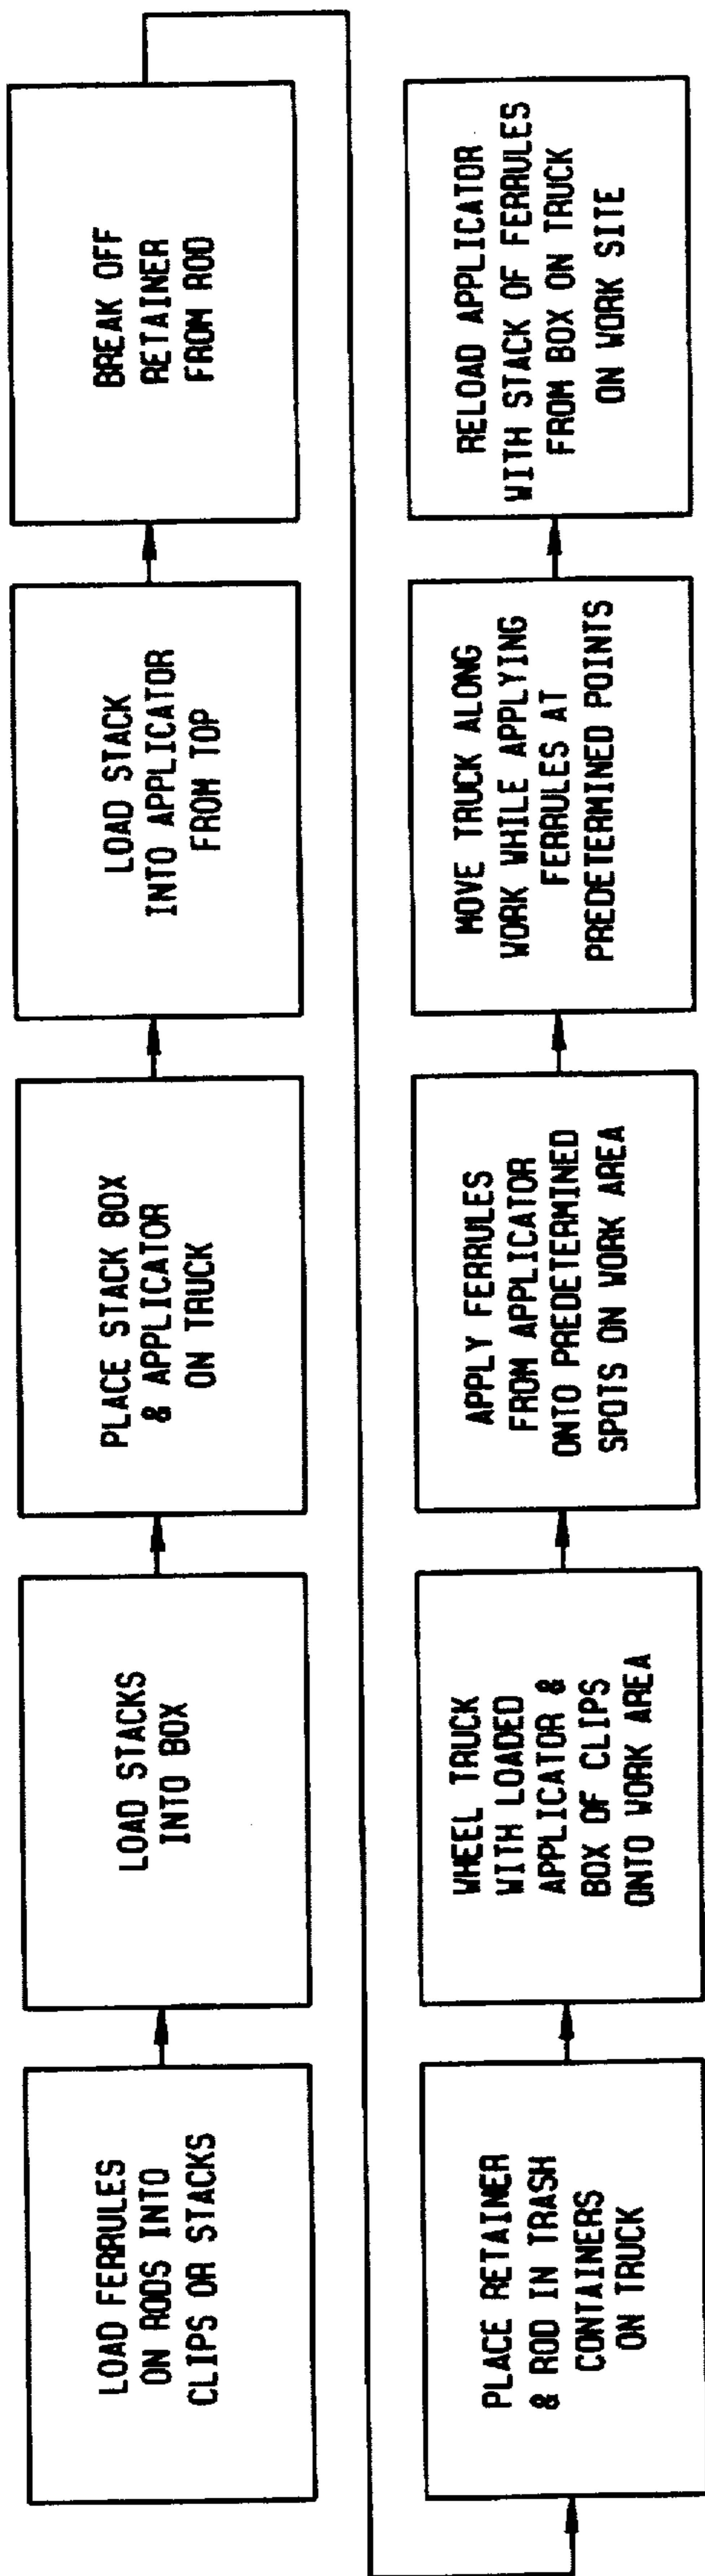 LOAD FERRULES
ON RODS INTO
CLIPS OR STACKS
LOAD STACKS
INTO BOX
PLACE STACK BOX
& APPLICATOR
ON TRUCK
LOAD STACK
INTO APPLICATOR
FROM TOP
BREAK OFF
RETAINER
FROM ROD
PLACE RETAINER
& ROD IN TRASH
CONTAINERS
ON TRUCK
WHEEL TRUCK
WITH LOADED
APPLICATOR &
BOX OF CLIPS
ONTO WORK AREA
APPLY FERRULES
FROM APPLICATOR
ONTO PREDETERMINED
SPOTS ON WORK AREA
MOVE TRUCK ALONG
WORK WHILE APPLYING
FERRULES AT
PREDETERMINED POINTS
RELOAD APPLICATOR
WITH STACK OF FERRULES
FROM BOX ON TRUCK
ON WORK SITE